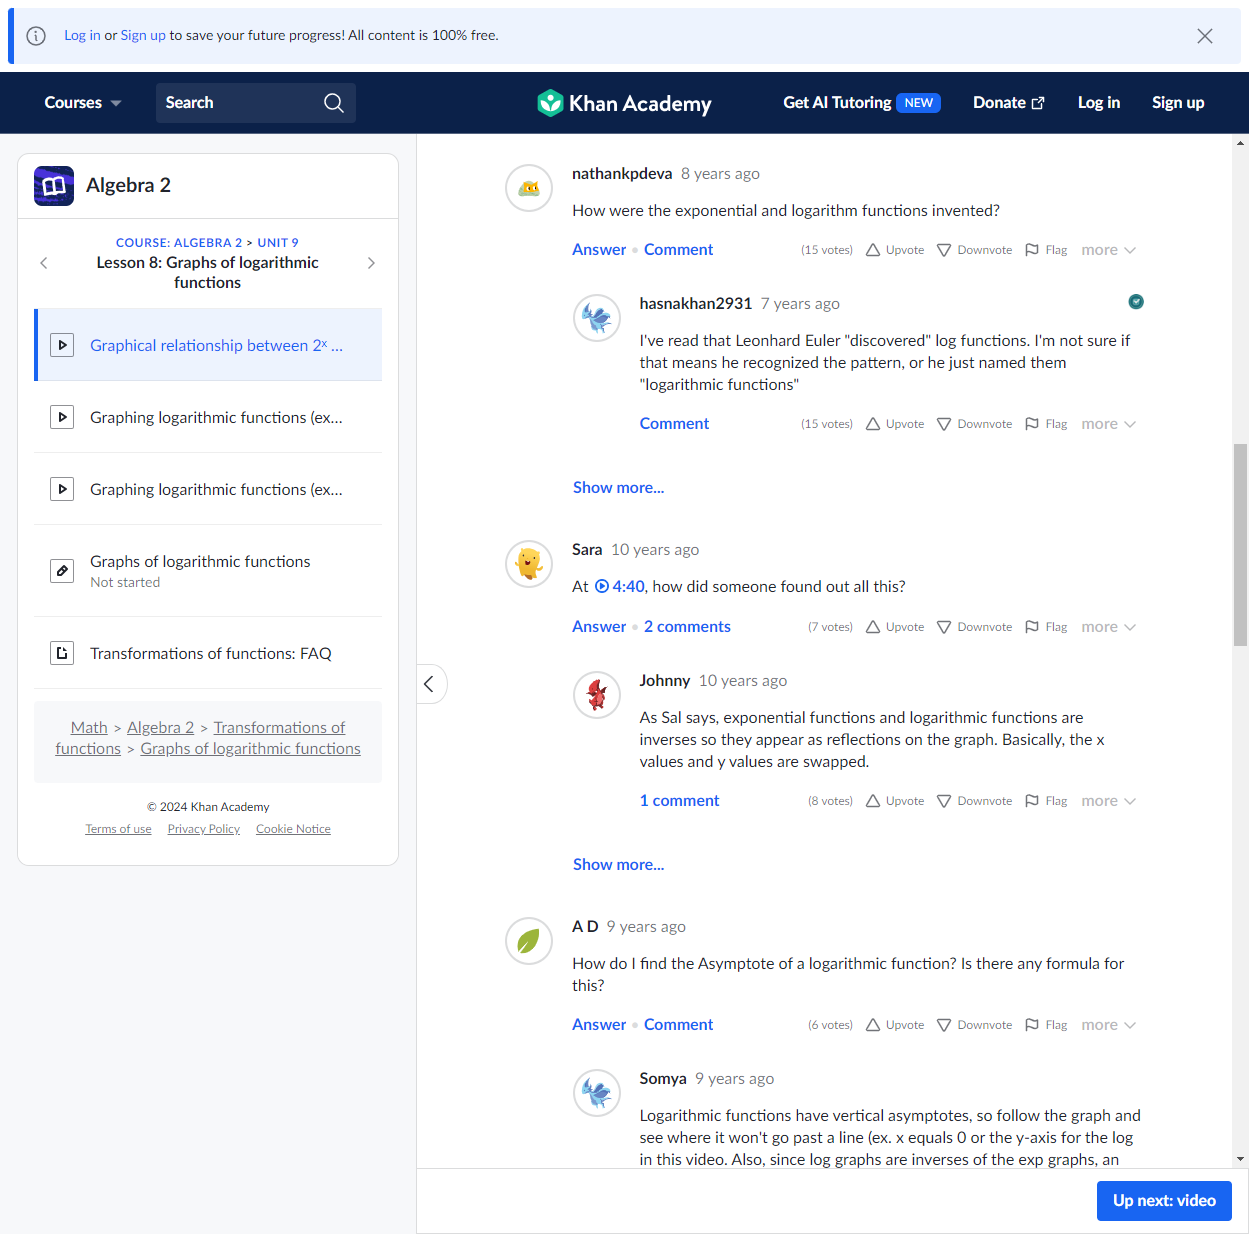 Log in or Sign up to save your future progress! All content is 100% free.
Courses
Search
Khan Academy
Get AI Tutoring NEW
Donate
Log in
Sign up
Algebra 2
COURSE: ALGEBRA 2 > UNIT 9
Lesson 8: Graphs of logarithmic
functions
Graphical relationship between 2ˣ ...
Graphing logarithmic functions (ex...
Graphing logarithmic functions (ex...
Graphs of logarithmic functions
Not started
Transformations of functions: FAQ
Math > Algebra 2 > Transformations of
functions > Graphs of logarithmic functions
© 2024 Khan Academy
Terms of use Privacy Policy Cookie Notice
nathankpdeva 8 years ago
How were the exponential and logarithm functions invented?
Answer • Comment (15 votes) Upvote Downvote Flag more
hasnakhan2931 7 years ago
I've read that Leonhard Euler "discovered" log functions. I'm not sure if
that means he recognized the pattern, or he just named them
"logarithmic functions"
Comment (15 votes) Upvote Downvote Flag more
Show more...
Sara 10 years ago
At 4:40, how did someone found out all this?
Answer • 2 comments (7 votes) Upvote Downvote Flag more
Johnny 10 years ago
As Sal says, exponential functions and logarithmic functions are
inverses so they appear as reflections on the graph. Basically, the x
values and y values are swapped.
1 comment (8 votes) Upvote Downvote Flag more
Show more...
A D 9 years ago
How do I find the Asymptote of a logarithmic function? Is there any formula for
this?
Answer • Comment (6 votes) Upvote Downvote Flag more
Somya 9 years ago
Logarithmic functions have vertical asymptotes, so follow the graph and
see where it won't go past a line (ex. x equals 0 or the y-axis for the log
in this video. Also, since log graphs are inverses of the exp graphs, an
Up next: video